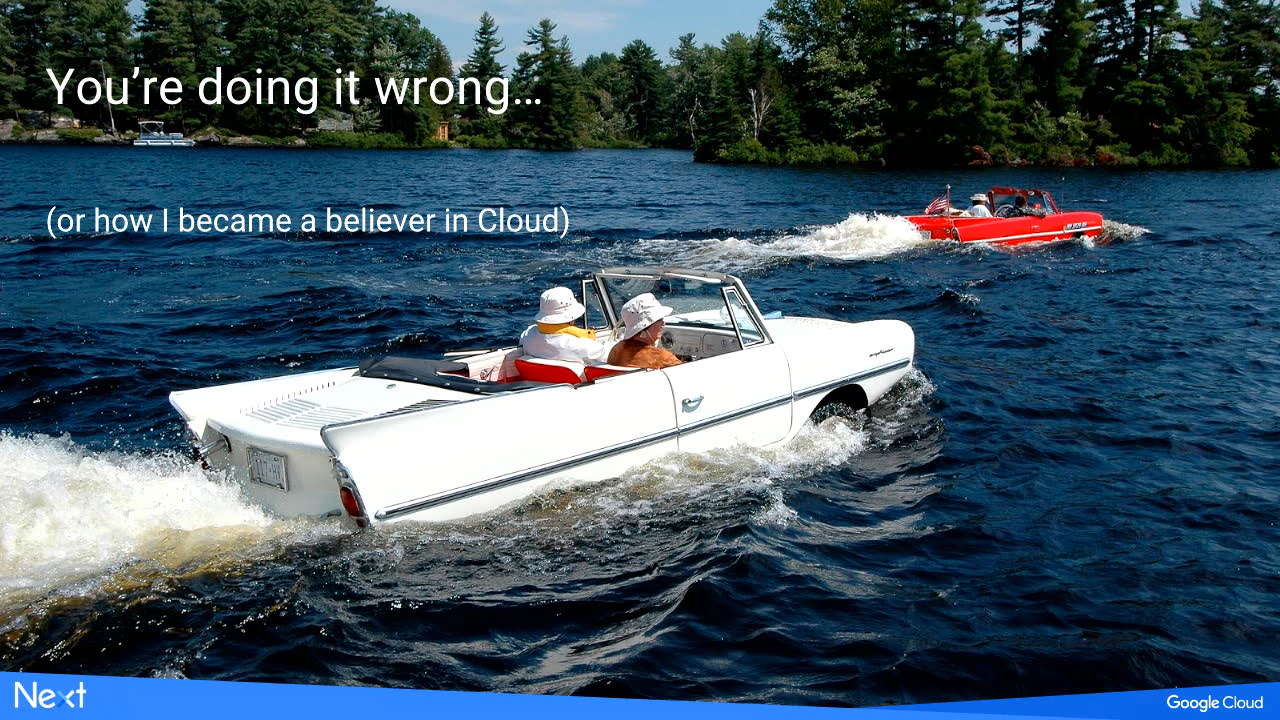 You’re doing it wrong…
(or how I became a believer in Cloud)
Next
Google Cloud